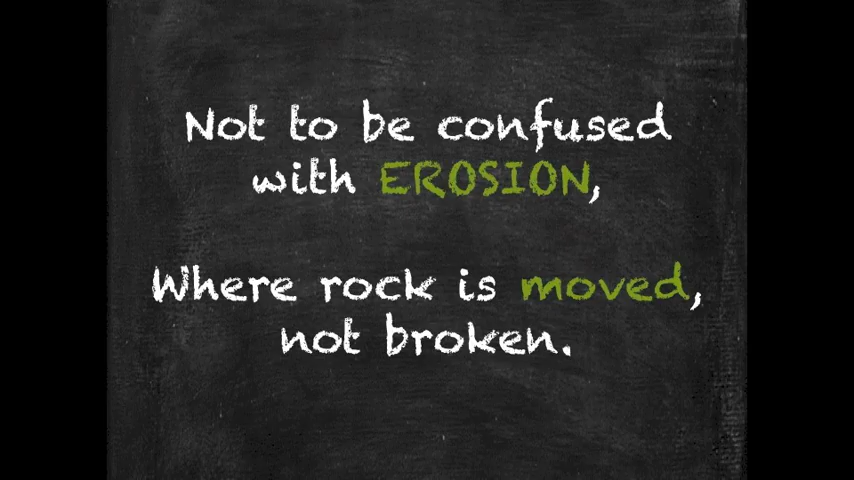 Not to be confused
with EROSION,
Where rock is moved,
not broken.